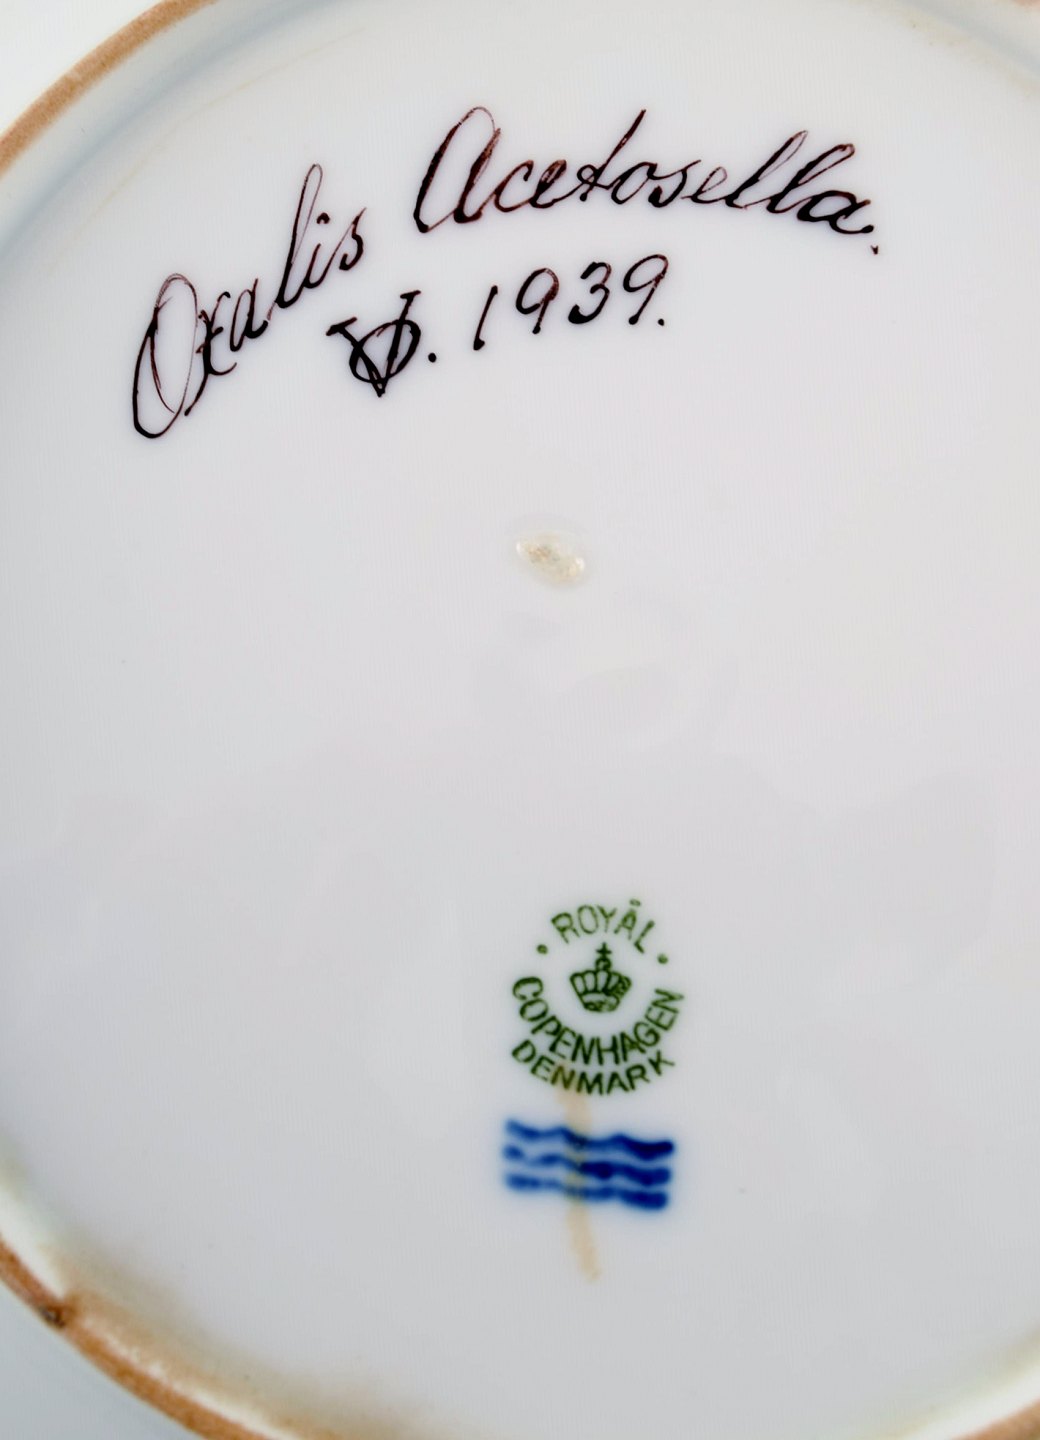 Oxalis Acetosella.
1939.
ROYAL
COPENHAGEN
DENMARK